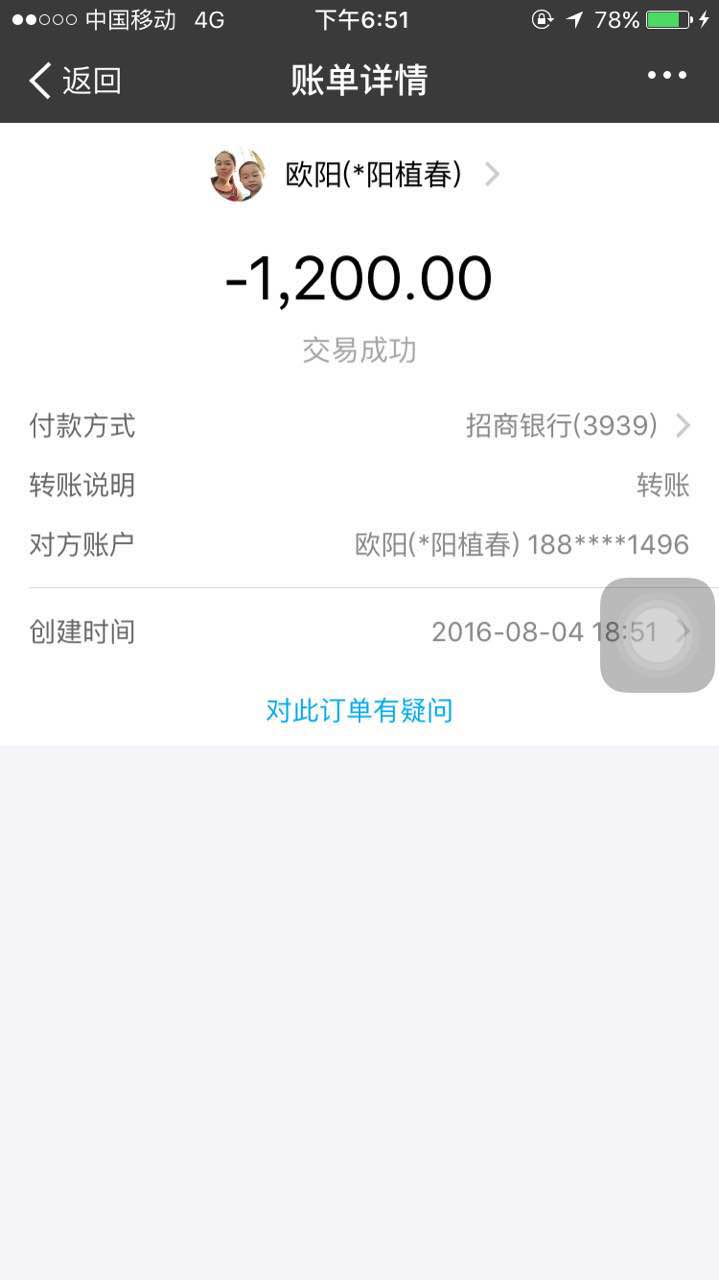 中国移动 4G 下午6:51 78%
返回 账单详情
欧阳(*阳植春)
-1,200.00
交易成功
付款方式 招商银行(3939)
转账说明 转账
对方账户 欧阳(*阳植春) 188****1496
创建时间 2016-08-04 18:51
对此订单有疑问